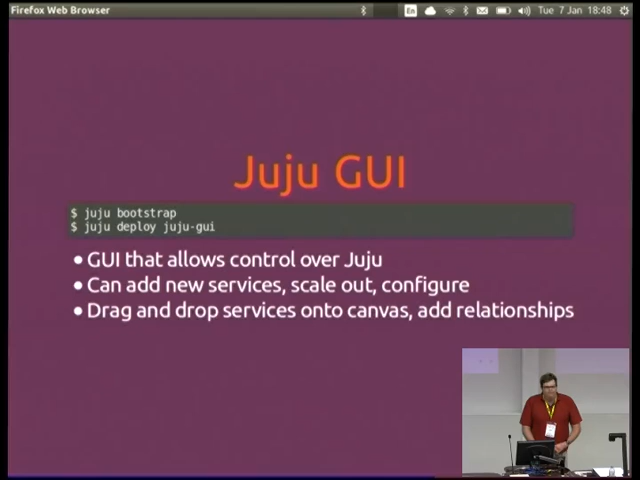 Firefox Web Browser
En
Tue 7 Jan 18:48
Juju GUI
$ juju bootstrap
$ juju deploy juju-gui
• GUI that allows control over Juju
• Can add new services, scale out, configure
• Drag and drop services onto canvas, add relationships